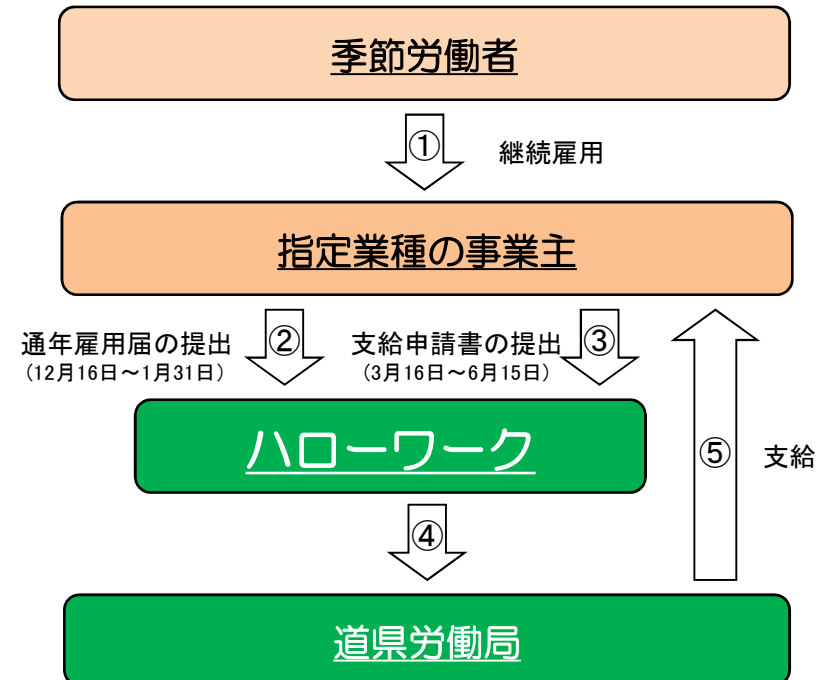 季節労働者
①
継続雇用
指定業種の事業主
通年雇用届の提出
（12月16日～1月31日）
②
支給申請書の提出
（3月16日～6月15日）
③
ハローワーク
⑤
支給
④
道県労働局